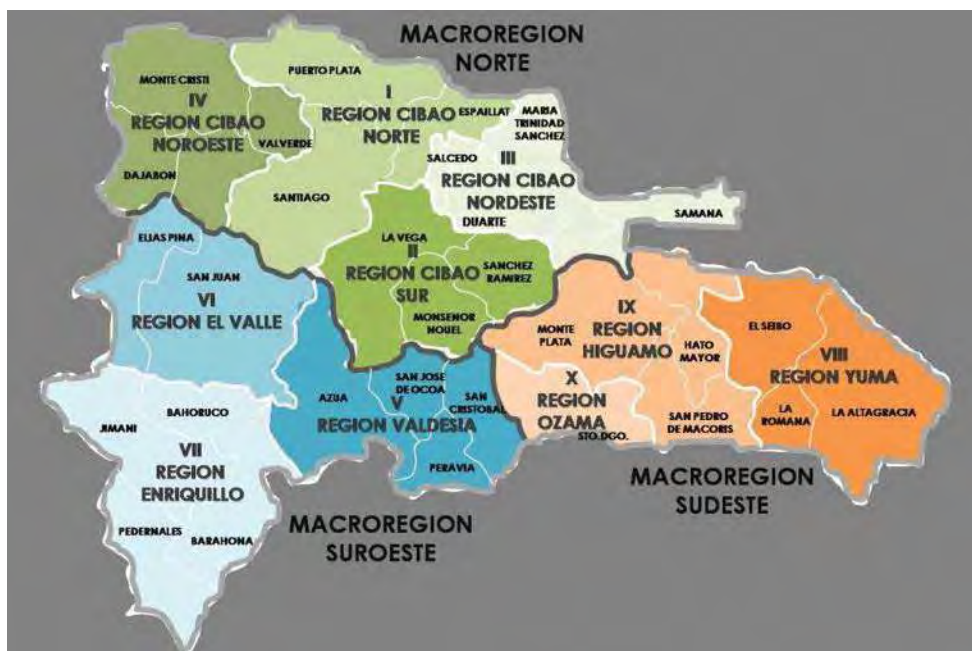 MACROREGION
NORTE
PUERTO PLATA
MONTE CRISTI
IV
REGION CIBAO
NOROESTE
VALVERDE
DAJABON
I
REGION CIBAO
NORTE
ESPAILLAT
SANTIAGO
MARIA
TRINIDAD
SANCHEZ
SALCEDO
III
REGION CIBAO
NORDESTE
DUARTE
SAMANA
LA VEGA
II
REGION CIBAO
SUR
SANCHEZ
RAMIREZ
MONSENOR
NOUEL
ELIAS PINA
SAN JUAN
VI
REGION EL VALLE
AZUA
SAN JOSE
DE OCOA
SAN
CRISTOBAL
V
REGION VALDESIA
PERAVIA
BAHORUCO
JIMANI
VII
REGION
ENRIQUILLO
PEDERNALES
BARAHONA
MACROREGION
SUROESTE
MONTE
PLATA
IX
REGION
HIGUAMO
HATO
MAYOR
SAN PEDRO
DE MACORIS
X
REGION
OZAMA
STO.DGO.
EL SEIBO
VIII
REGION YUMA
LA
ROMANA
LA ALTAGRACIA
MACROREGION
SUDESTE